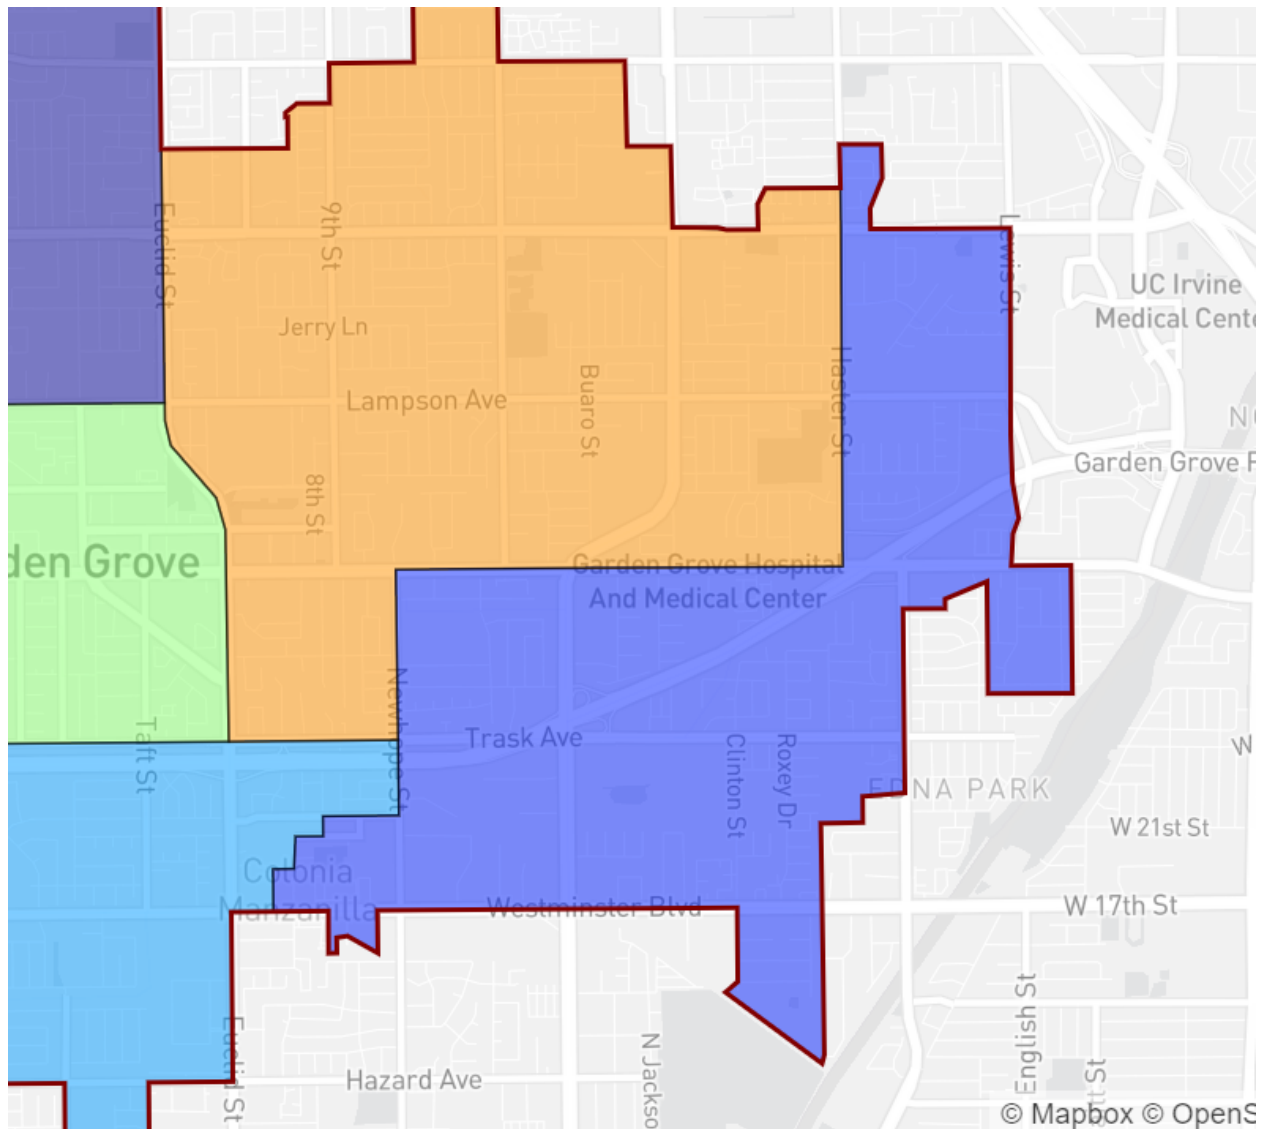 Euclid St
9th St
Lewis St
UC Irvine
Medical Cente
Jerry Ln
Haster St
Buaro St
Lampson Ave
8th St
Garden Grove F
den Grove
Garden Grove Hospital
And Medical Center
Newhope St
Taft St
Trask Ave
Clinton St
Roxey Dr
EDNA PARK
W
W 21st St
Colonia
Manzanilla
Westminster Blvd
W 17th St
English St
Euclid St
N Jackso
Hazard Ave
tt St
© Mapbox © OpenS